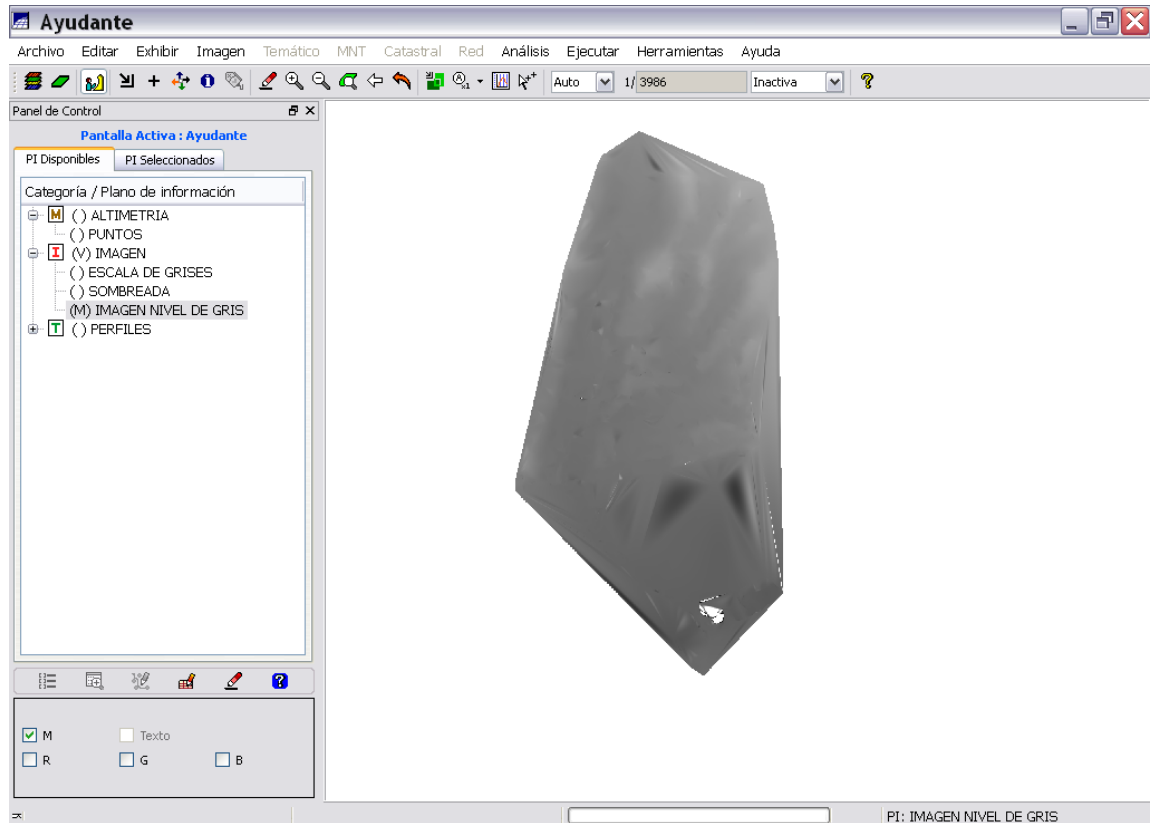 Ayudante
Archivo Editar Exhibir Imagen Temático MNT Catastral Red Análisis Ejecutar Herramientas Ayuda
Auto 1/ 3986 Inactiva
Panel de Control
Pantalla Activa : Ayudante
PI Disponibles PI Seleccionados
Categoría / Plano de información
M ( ) ALTIMETRIA
( ) PUNTOS
I (V) IMAGEN
( ) ESCALA DE GRISES
( ) SOMBREADA
(M) IMAGEN NIVEL DE GRIS
T ( ) PERFILES
M Texto
R G B
PI: IMAGEN NIVEL DE GRIS